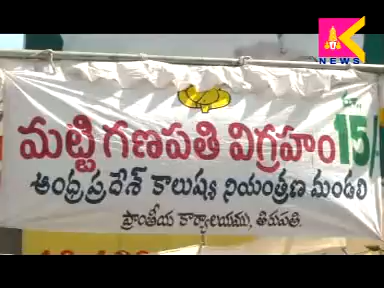 NEWS
రూ.
మట్టి గణపతి విగ్రహం 15/
ఆంధ్రప్రదేశ్ కాలుష్య నియంత్రణ మండలి
ప్రాంతీయ కార్యాలయము, తిరుపతి.